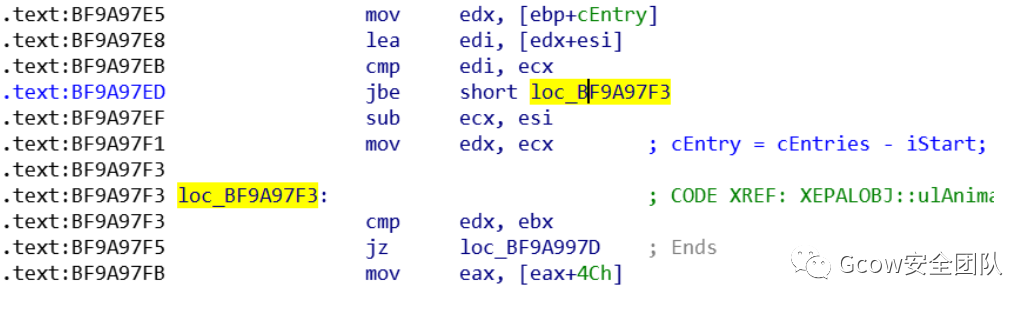 .text:BF9A97E5 mov edx, [ebp+cEntry]
.text:BF9A97E8 lea edi, [edx+esi]
.text:BF9A97EB cmp edi, ecx
.text:BF9A97ED jbe short loc_BF9A97F3
.text:BF9A97EF sub ecx, esi
.text:BF9A97F1 mov edx, ecx ; cEntry = cEntries - iStart;
.text:BF9A97F3
.text:BF9A97F3 loc_BF9A97F3: ; CODE XREF: XEPALOBJ::ulAnima
.text:BF9A97F3 cmp edx, ebx
.text:BF9A97F5 jz loc_BF9A997D ; Ends
.text:BF9A97FB mov eax, [eax+4Ch]
Gcow安全团队